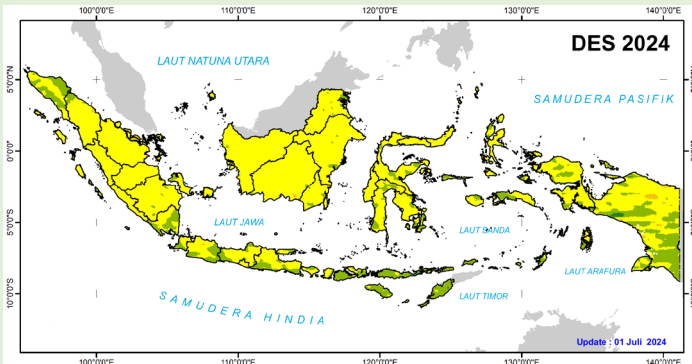 100°0'0"E 110°0'0"E 120°0'0"E 130°0'0"E 140°0'0"E
DES 2024
LAUT NATUNA UTARA
5°0'0"N
SAMUDERA PASIFIK
0°0'0"
LAUT JAWA
5°0'0"S
LAUT BANDA
LAUT ARAFURA
10°0'0"S
LAUT TIMOR
SAMUDERA HINDIA
Update : 01 Juli 2024
100°0'0"E 110°0'0"E 120°0'0"E 130°0'0"E 140°0'0"E